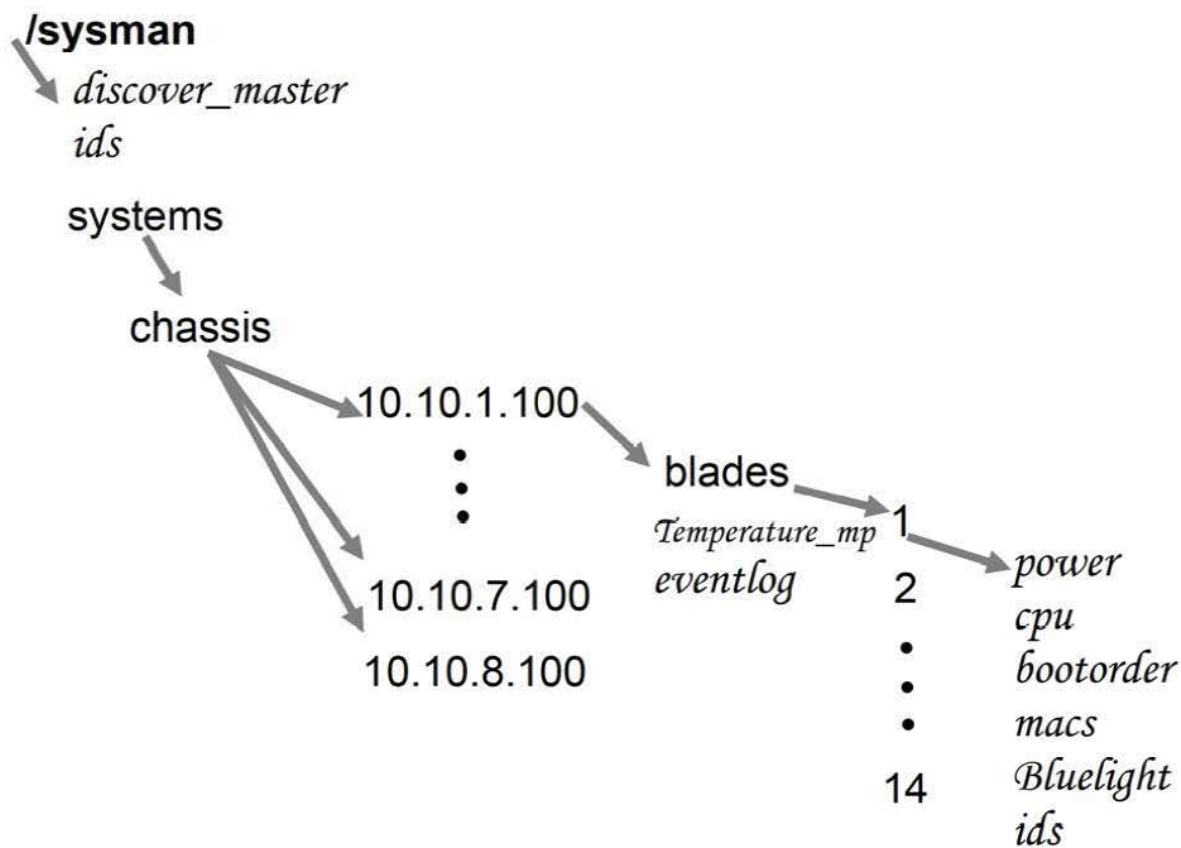 /sysman
discover_master
ids
systems
chassis
10.10.1.100
10.10.7.100
10.10.8.100
blades
Temperature_mp
eventlog
1
2
14
power
cpu
bootorder
macs
Bluelight
ids